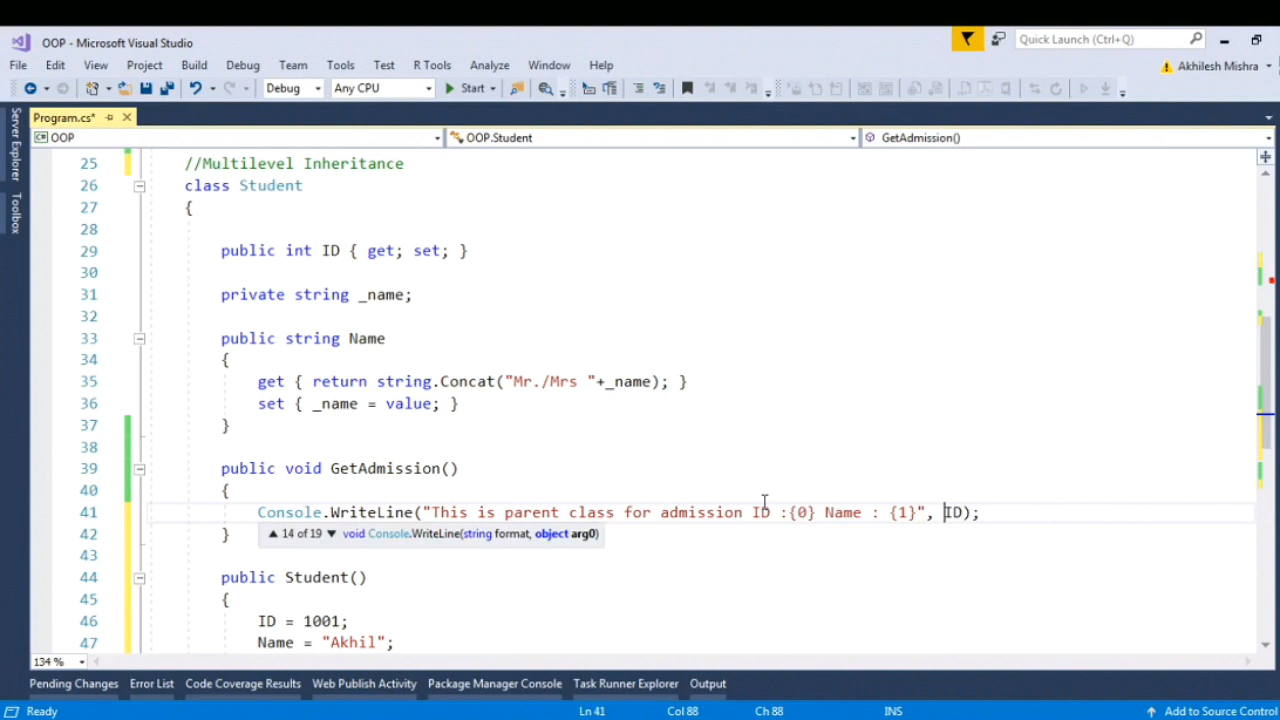 OOP - Microsoft Visual Studio
Quick Launch (Ctrl+Q)
File Edit View Project Build Debug Team Tools Test R Tools Analyze Window Help
Akhilesh Mishra
Debug Any CPU Start
Server Explorer
Toolbox
Program.cs*
OOP OOP.Student GetAdmission()
25 //Multilevel Inheritance
26 class Student
27 {
28
29 public int ID { get; set; }
30
31 private string _name;
32
33 public string Name
34 {
35 get { return string.Concat("Mr./Mrs "+_name); }
36 set { _name = value; }
37 }
38
39 public void GetAdmission()
40 {
41 Console.WriteLine("This is parent class for admission ID :{0} Name : {1}", ID);
▲ 14 of 19 ▼ void Console.WriteLine(string format, object arg0)
42 }
43
44 public Student()
45 {
46 ID = 1001;
47 Name = "Akhil";
134 %
Pending Changes Error List Code Coverage Results Web Publish Activity Package Manager Console Task Runner Explorer Output
Ready Ln 41 Col 88 Ch 88 INS Add to Source Control